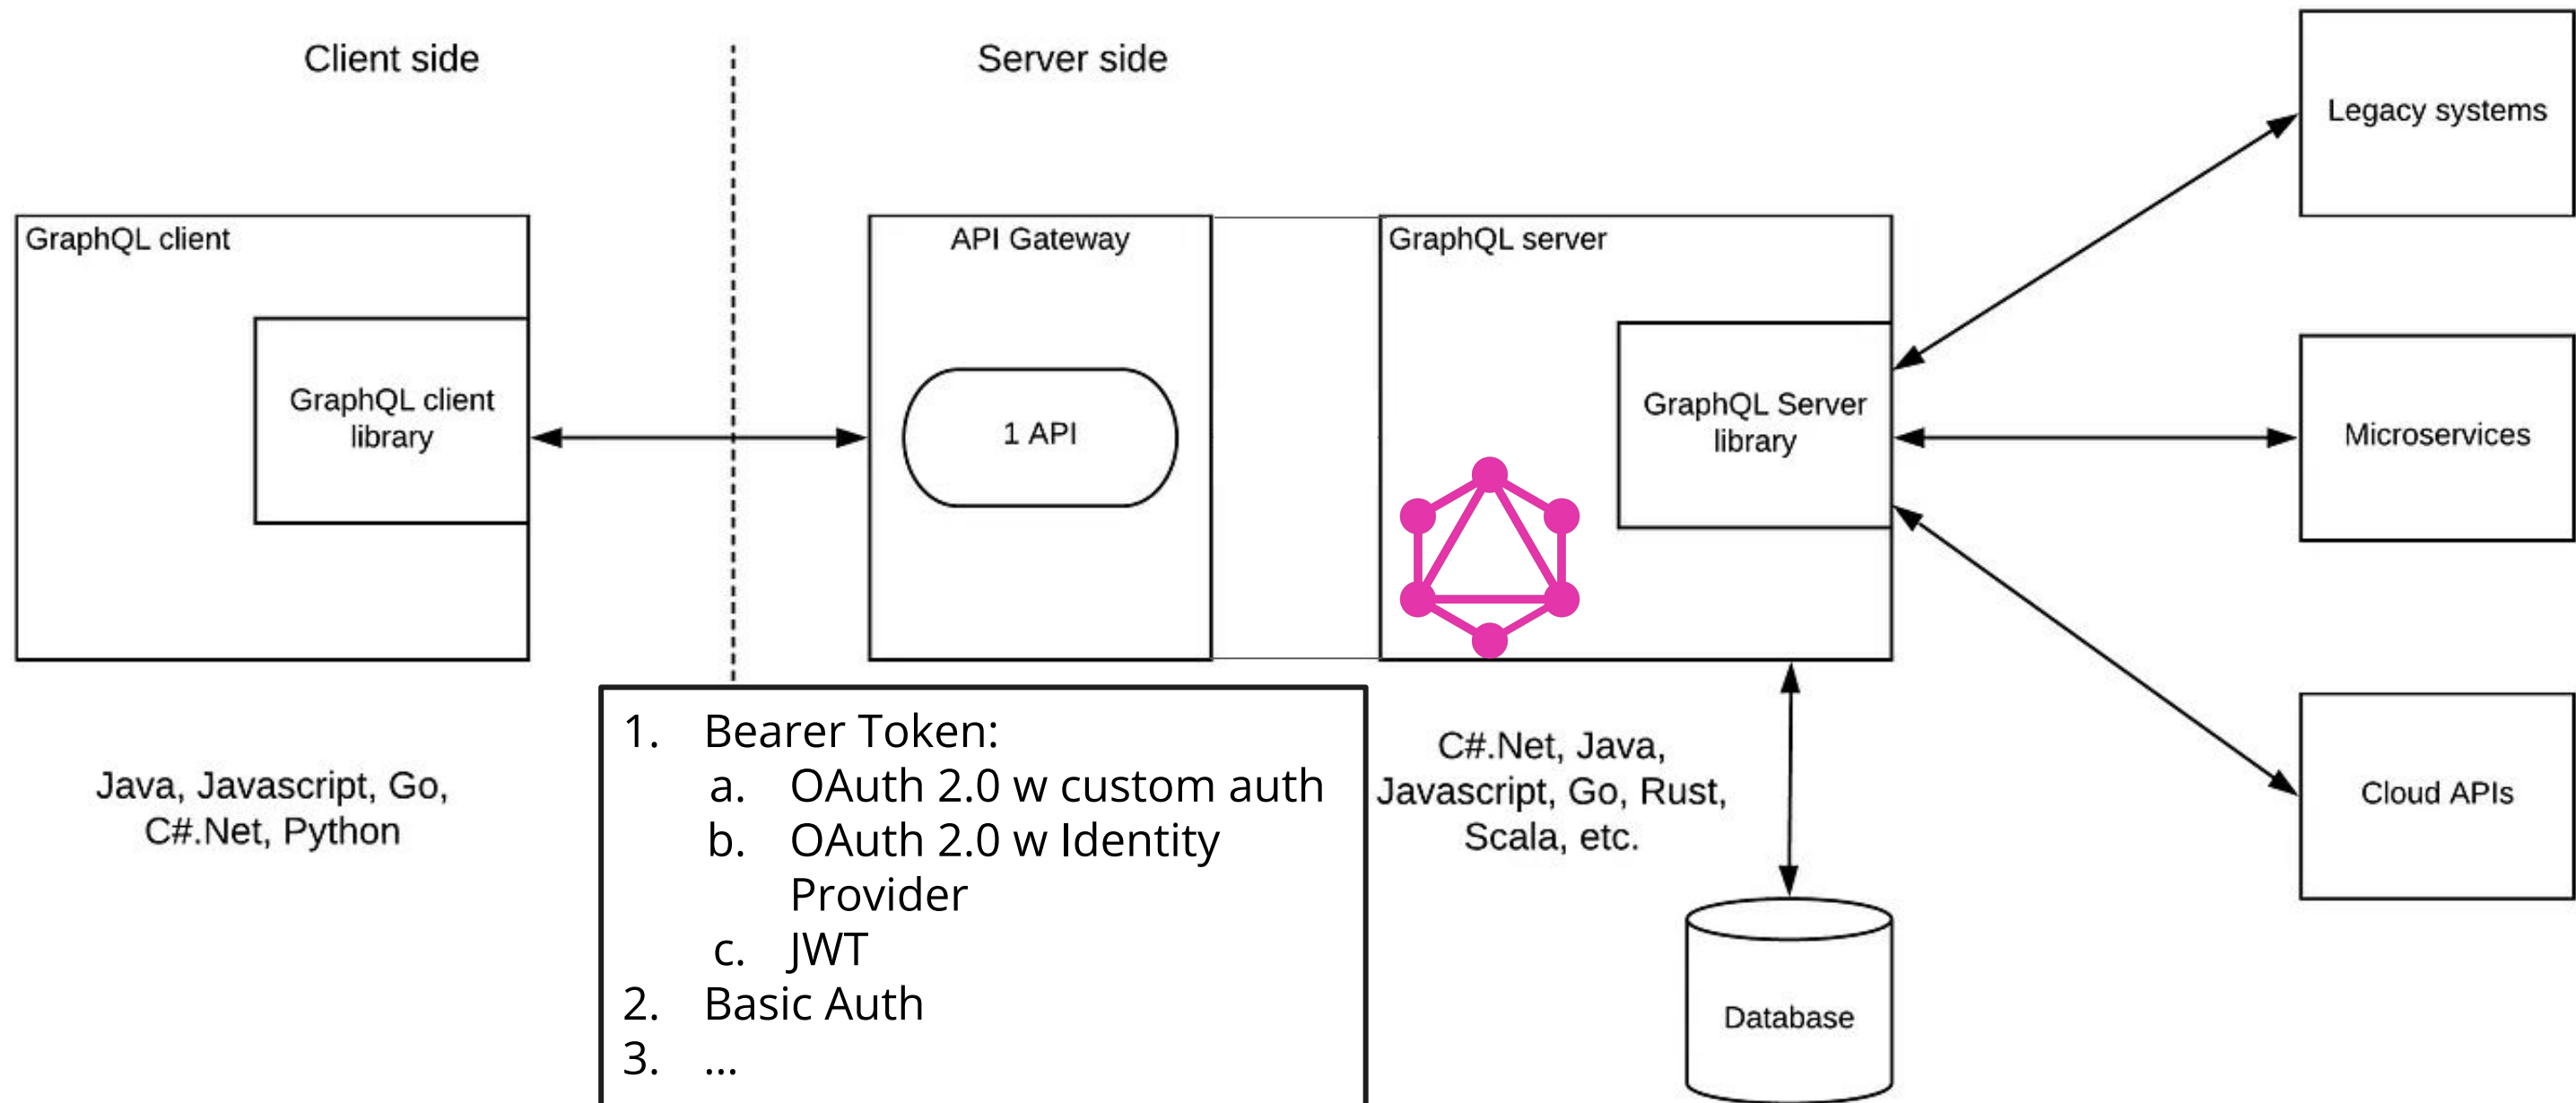 Client side
Server side
GraphQL client
GraphQL client
library
Java, Javascript, Go,
C#.Net, Python
API Gateway
1 API
1. Bearer Token:
a. OAuth 2.0 w custom auth
b. OAuth 2.0 w Identity
Provider
c. JWT
2. Basic Auth
3. ...
GraphQL server
GraphQL Server
library
C#.Net, Java,
Javascript, Go, Rust,
Scala, etc.
Database
Legacy systems
Microservices
Cloud APIs